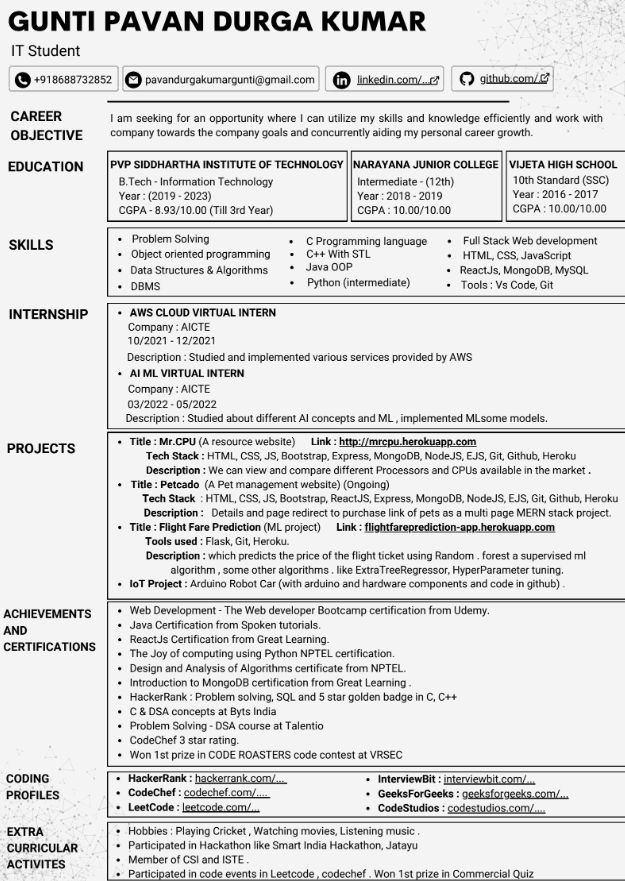 GUNTI PAVAN DURGA KUMAR
IT Student
+918688732852 pavandurgakumargunti@gmail.com linkedin.com/... github.com/
CAREER OBJECTIVE
I am seeking for an opportunity where I can utilize my skills and knowledge efficiently and work with
company towards the company goals and concurrently aiding my personal career growth.
EDUCATION
PVP SIDDHARTHA INSTITUTE OF TECHNOLOGY
B.Tech - Information Technology
Year : (2019 - 2023)
CGPA - 8.93/10.00 (Till 3rd Year)
NARAYANA JUNIOR COLLEGE
Intermediate - (12th)
Year : 2018 - 2019
CGPA : 10.00/10.00
VIJETA HIGH SCHOOL
10th Standard (SSC)
Year : 2016 - 2017
CGPA : 10.00/10.00
SKILLS
• Problem Solving
• Object oriented programming
• Data Structures & Algorithms
• DBMS
• C Programming language
• C++ With STL
• Java OOP
• Python (intermediate)
• Full Stack Web development
• HTML, CSS, JavaScript
• ReactJs, MongoDB, MySQL
• Tools : Vs Code, Git
INTERNSHIP
• AWS CLOUD VIRTUAL INTERN
Company : AICTE
10/2021 - 12/2021
Description : Studied and implemented various services provided by AWS
• AI ML VIRTUAL INTERN
Company : AICTE
03/2022 - 05/2022
Description : Studied about different AI concepts and ML , implemented MLsome models.
PROJECTS
• Title : Mr.CPU (A resource website) Link : http://mrcpu.herokuapp.com
Tech Stack : HTML, CSS, JS, Bootstrap, Express, MongoDB, NodeJS, EJS, Git, Github, Heroku
Description : We can view and compare different Processors and CPUs available in the market .
• Title : Petcado (A Pet management website) (Ongoing)
Tech Stack : HTML, CSS, JS, Bootstrap, ReactJS, Express, MongoDB, NodeJS, EJS, Git, Github, Heroku
Description : Details and page redirect to purchase link of pets as a multi page MERN stack project.
• Title : Flight Fare Prediction (ML project) Link : flightfareprediction-app.herokuapp.com
Tools used : Flask, Git, Heroku.
Description : which predicts the price of the flight ticket using Random . forest a supervised ml
algorithm , some other algorithms . like ExtraTreeRegressor, HyperParameter tuning.
• IoT Project : Arduino Robot Car (with arduino and hardware components and code in github) .
ACHIEVEMENTS
AND
CERTIFICATIONS
• Web Development - The Web developer Bootcamp certification from Udemy.
• Java Certification from Spoken tutorials.
• ReactJs Certification from Great Learning.
• The Joy of computing using Python NPTEL certification.
• Design and Analysis of Algorithms certificate from NPTEL.
• Introduction to MongoDB certification from Great Learning .
• HackerRank : Problem solving, SQL and 5 star golden badge in C, C++
• C & DSA concepts at Byts India
• Problem Solving - DSA course at Talentio
• CodeChef 3 star rating.
• Won 1st prize in CODE ROASTERS code contest at VRSEC
CODING
PROFILES
• HackerRank : hackerrank.com/...
• CodeChef : codechef.com/....
• LeetCode : leetcode.com/...
• InterviewBit : interviewbit.com/...
• GeeksForGeeks : geeksforgeeks.com/...
• CodeStudios : codestudios.com/....
EXTRA
CURRICULAR
ACTIVITES
• Hobbies : Playing Cricket , Watching movies, Listening music .
• Participated in Hackathon like Smart India Hackathon, Jatayu
• Member of CSI and ISTE .
• Participated in code events in Leetcode , codechef . Won 1st prize in Commercial Quiz